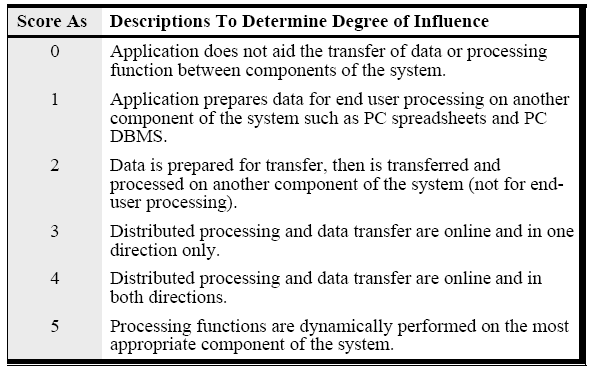 Score As Descriptions To Determine Degree of Influence
0 Application does not aid the transfer of data or processing
function between components of the system.
1 Application prepares data for end user processing on another
component of the system such as PC spreadsheets and PC
DBMS.
2 Data is prepared for transfer, then is transferred and
processed on another component of the system (not for end-
user processing).
3 Distributed processing and data transfer are online and in one
direction only.
4 Distributed processing and data transfer are online and in
both directions.
5 Processing functions are dynamically performed on the most
appropriate component of the system.